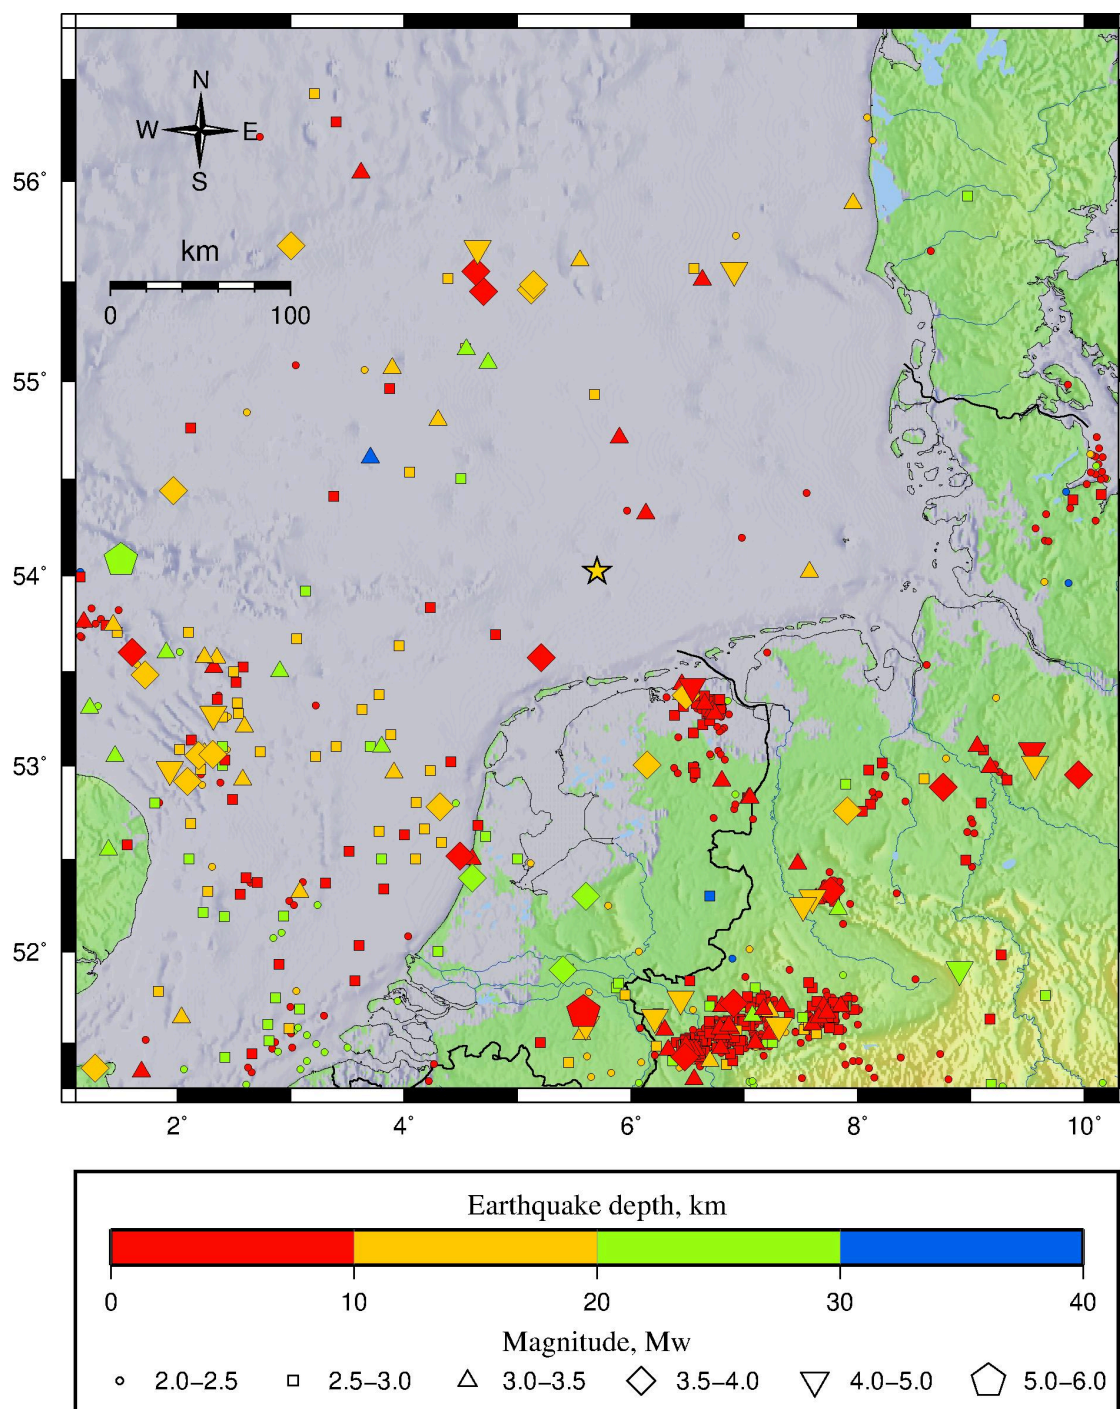 N
W E
S
km
0 100
56°
55°
54°
53°
52°
2° 4° 6° 8° 10°
Earthquake depth, km
0 10 20 30 40
Magnitude, Mw
2.0–2.5 2.5–3.0 3.0–3.5 3.5–4.0 4.0–5.0 5.0–6.0